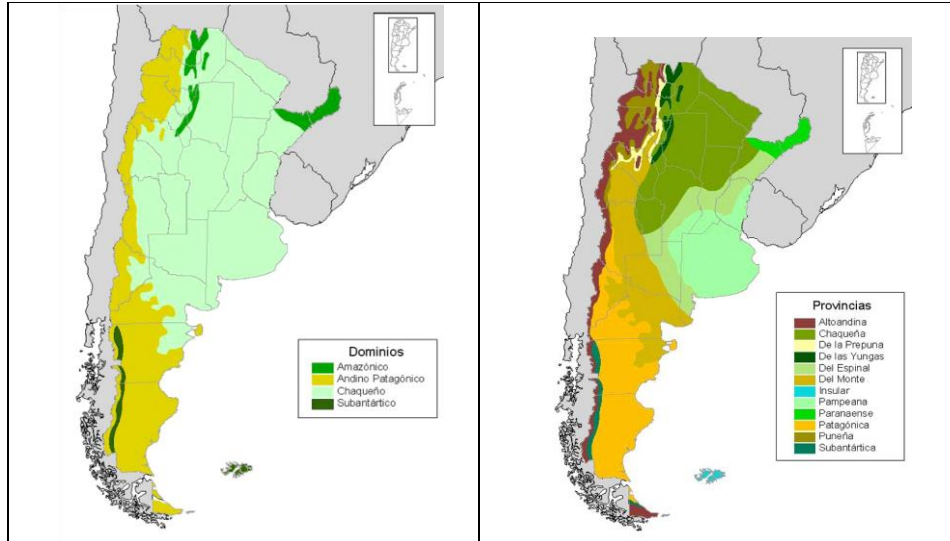 Dominios
Amazónico
Andino Patagónico
Chaqueño
Subantártico
Provincias
Altoandina
Chaqueña
De la Prepuna
De las Yungas
Del Espinal
Del Monte
Insular
Pampeana
Paranaense
Patagónica
Puneña
Subantártica